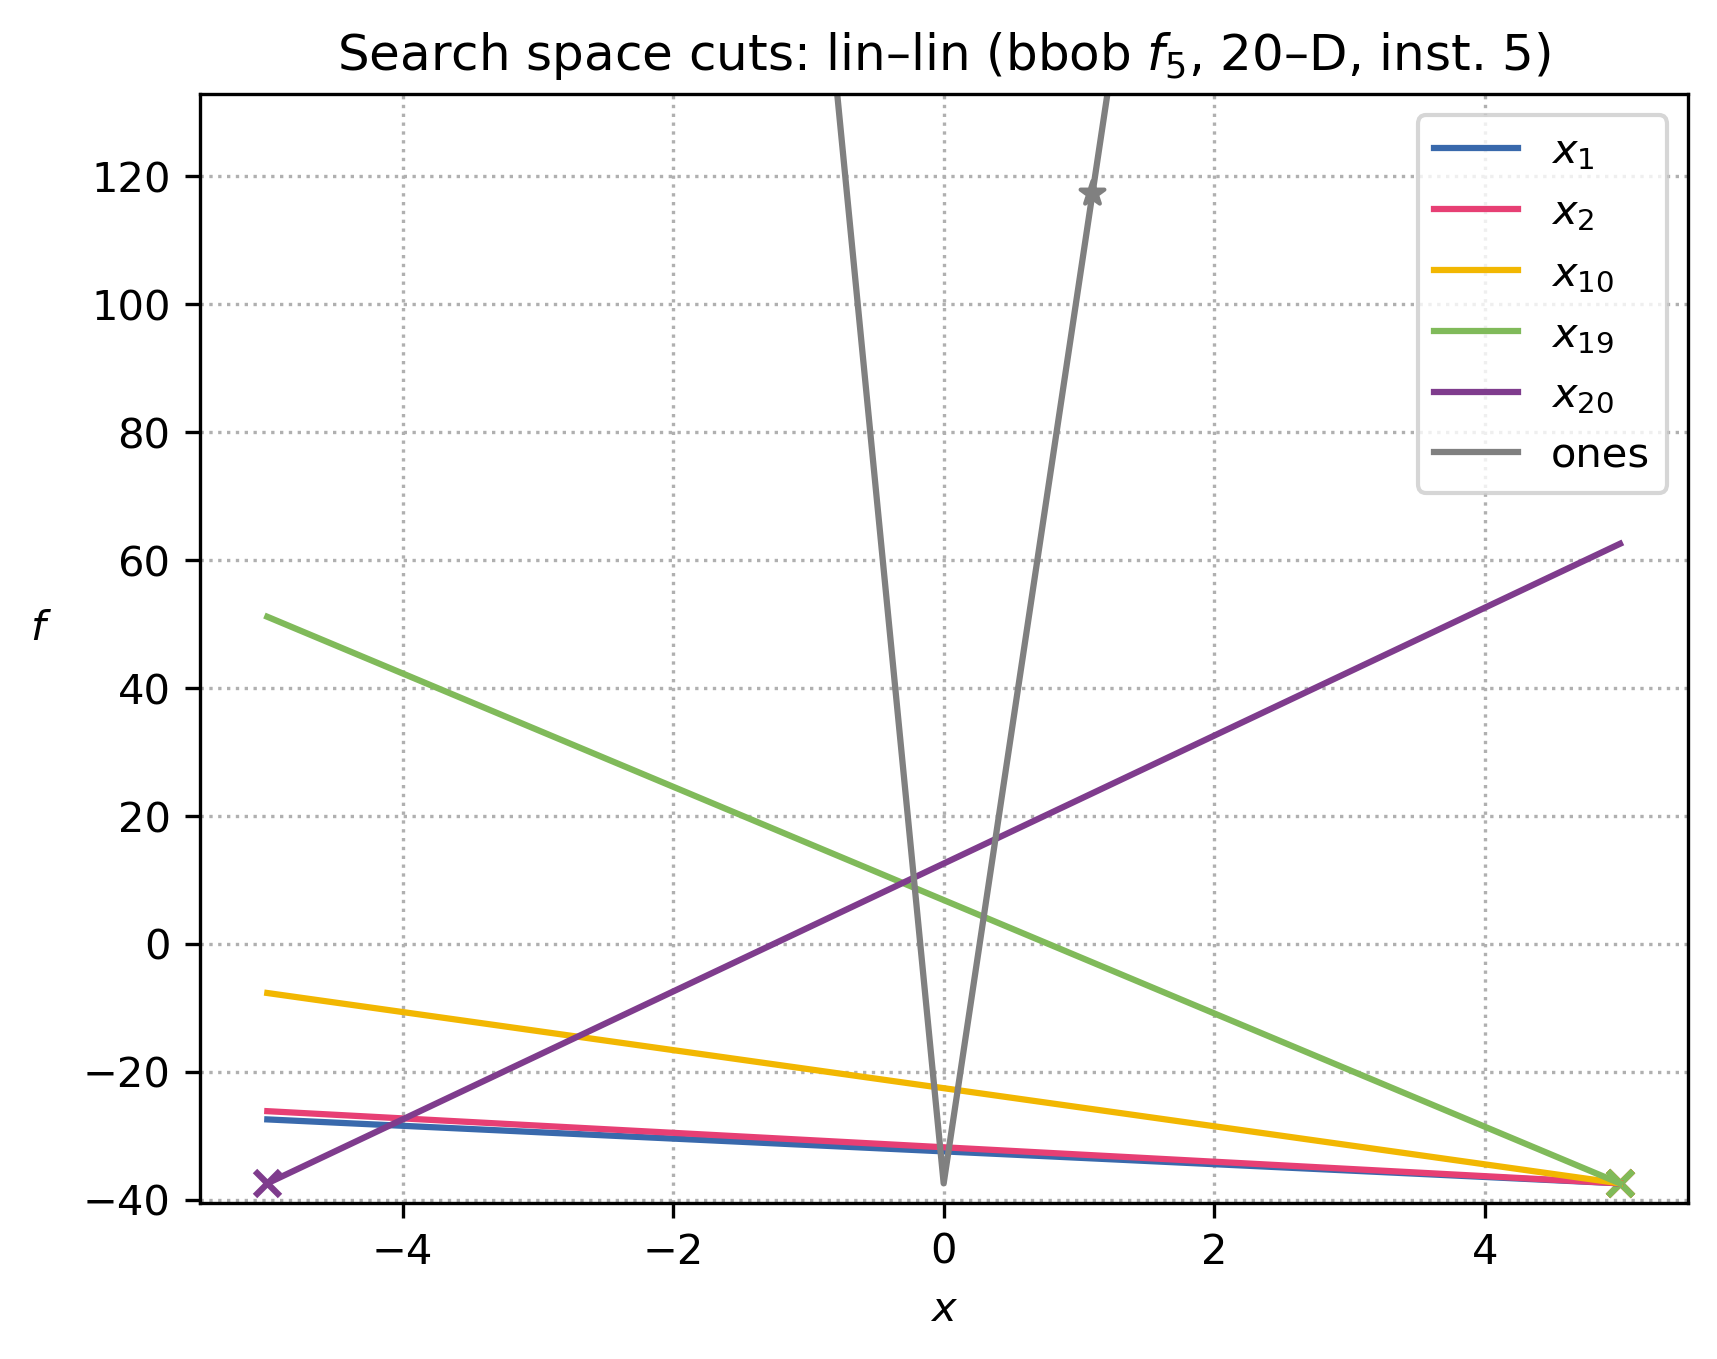 Search space cuts: lin–lin (bbob f₅, 20–D, inst. 5)
120
100
80
60
40
20
0
−20
−40
f
−4
−2
0
2
4
x
x₁
x₂
x₁₀
x₁₉
x₂₀
ones